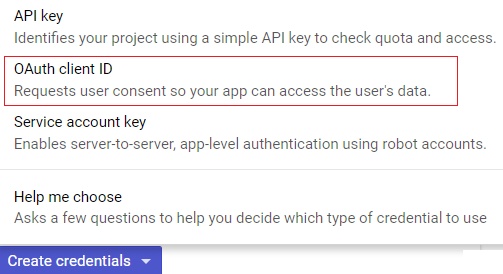 API key
Identifies your project using a simple API key to check quota and access.
OAuth client ID
Requests user consent so your app can access the user's data.
Service account key
Enables server-to-server, app-level authentication using robot accounts.
Help me choose
Asks a few questions to help you decide which type of credential to use
Create credentials